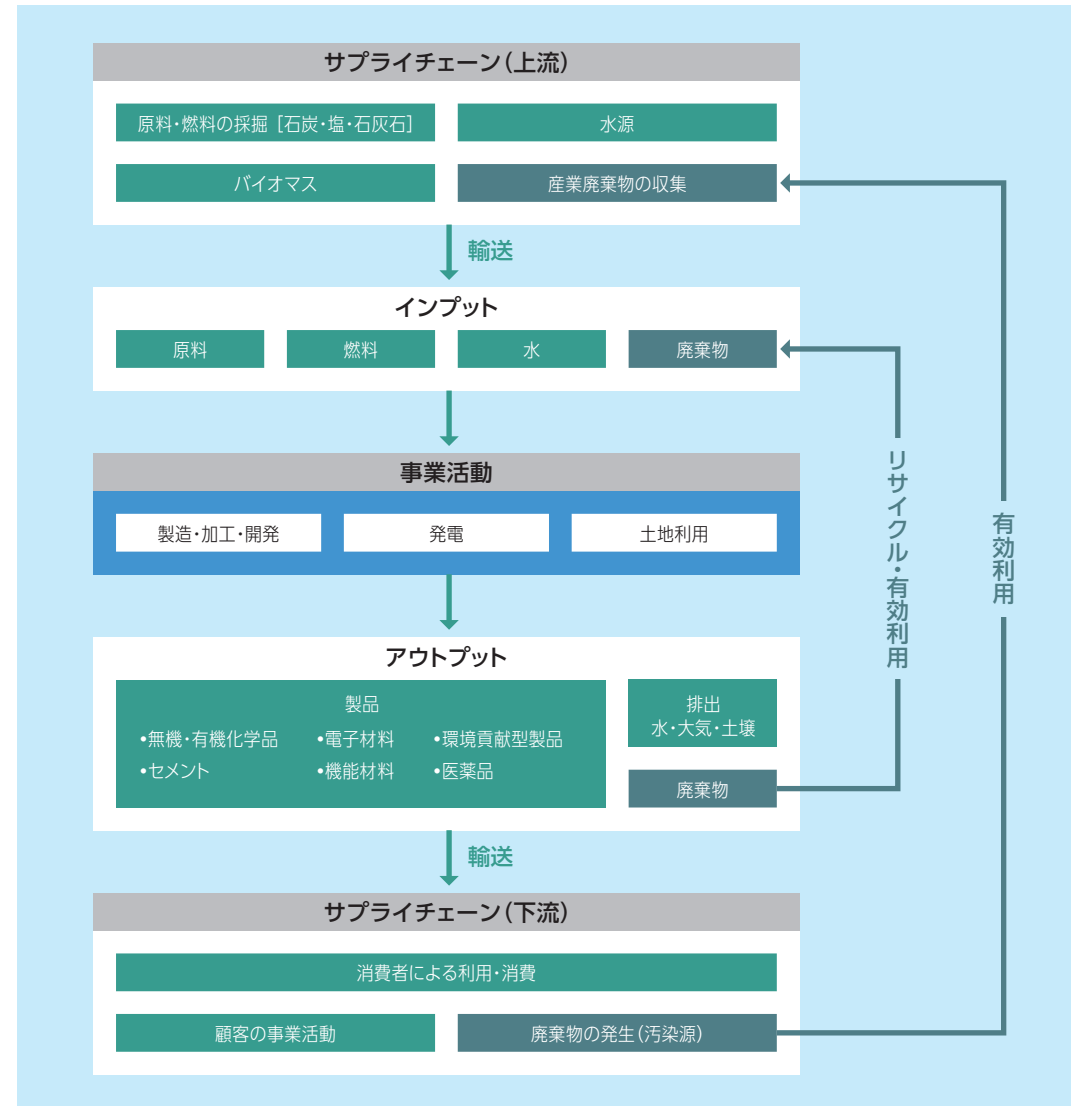 サプライチェーン(上流)
原料・燃料の採掘 [石炭・塩・石灰石]
水源
バイオマス
産業廃棄物の収集
輸送
インプット
原料
燃料
水
廃棄物
事業活動
製造・加工・開発
発電
土地利用
アウトプット
製品
•無機・有機化学品
•電子材料
•環境貢献型製品
•セメント
•機能材料
•医薬品
排出
水・大気・土壌
廃棄物
リサイクル・有効利用
有効利用
輸送
サプライチェーン(下流)
消費者による利用・消費
顧客の事業活動
廃棄物の発生(汚染源)